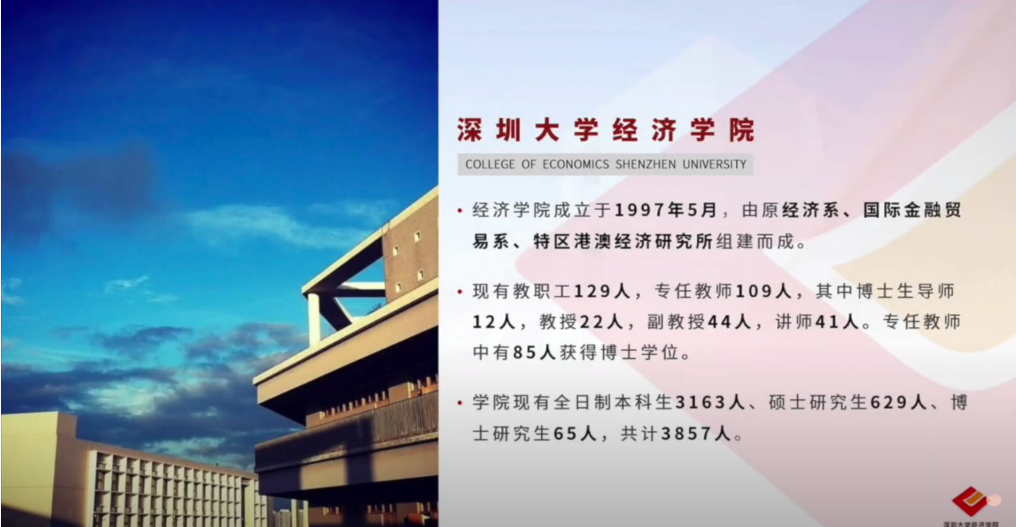 深圳大学经济学院
COLLEGE OF ECONOMICS SHENZHEN UNIVERSITY
• 经济学院成立于1997年5月，由原经济系、国际金融贸
易系、特区港澳经济研究所组建而成。
• 现有教职工129人，专任教师109人，其中博士生导师
12人，教授22人，副教授44人，讲师41人。专任教师
中有85人获得博士学位。
• 学院现有全日制本科生3163人、硕士研究生629人、博
士研究生65人，共计3857人。
深圳大学经济学院